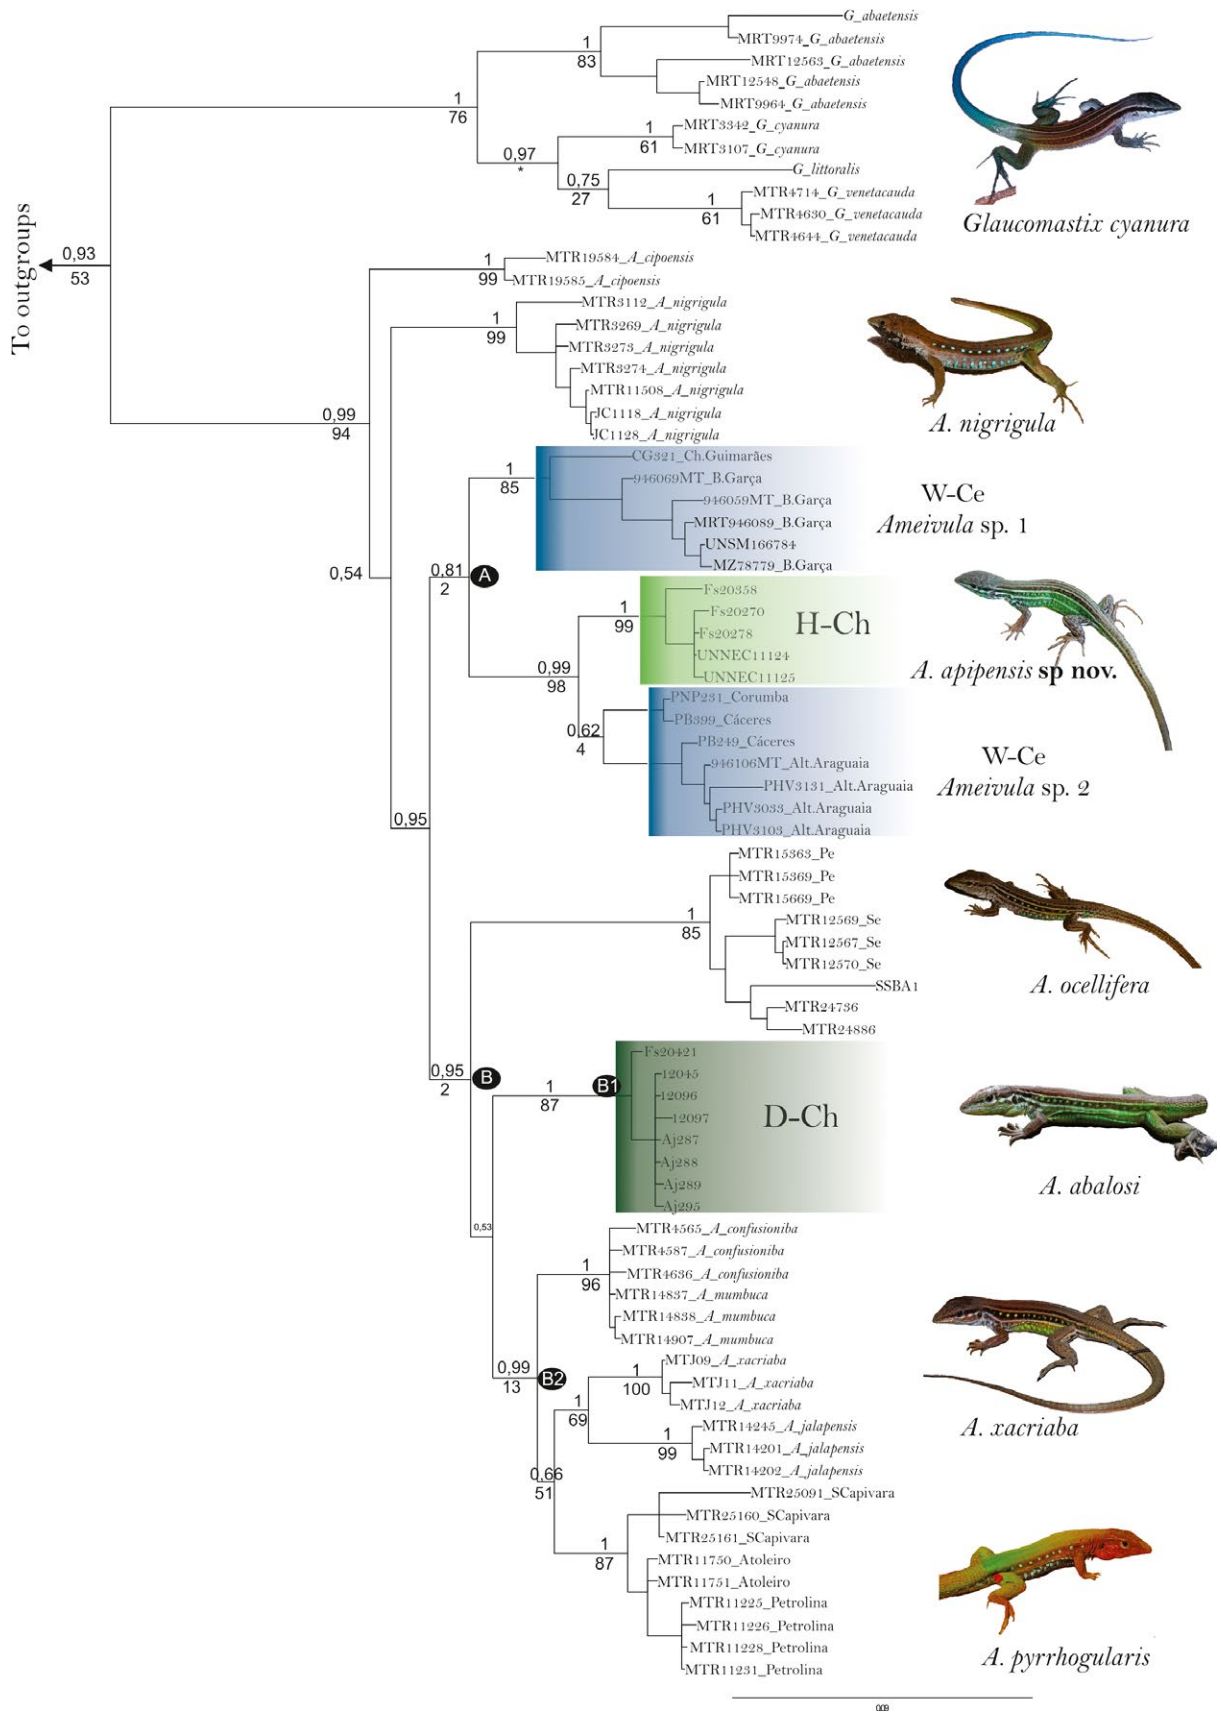 G_abaetensis
1
MRT9974_G_abaetensis
83
MRT12563_G_abaetensis
MRT12548_G_abaetensis
1
MRT9964_G_abaetensis
76
1
MRT3342_G_cyanura
61
MRT3107_G_cyanura
0,97
*
G_littoralis
0,75
27
MTR4714_G_venetacauda
1
61
MTR4630_G_venetacauda
MTR4644_G_venetacauda
Glaucomastix cyanura
To outgroups
0,93
53
MTR19584_A_cipoensis
1
99
MTR19585_A_cipoensis
MTR3112_A_nigrigula
1
99
MTR3269_A_nigrigula
MTR3273_A_nigrigula
MTR3274_A_nigrigula
MTR11508_A_nigrigula
0,99
94
JC1118_A_nigrigula
JC1128_A_nigrigula
A. nigrigula
CG321_Ch.Guimarães
1
85
946069MT_B.Garça
946059MT_B.Garça
MRT946089_B.Garça
UNSM166784
MZ78779_B.Garça
W-Ce
Ameivula sp. 1
0,54
0,81
2
A
Fs20358
1
99
Fs20270
Fs20278
UNNEC11124
UNNEC11125
H-Ch
A. apipensis sp nov.
0,99
98
PNP231_Corumba
PB399_Cáceres
0,62
4
PB249_Cáceres
946106MT_Alt.Araguaia
PHV3131_Alt.Araguaia
PHV3033_Alt.Araguaia
PHV3103_Alt.Araguaia
W-Ce
Ameivula sp. 2
0,95
MTR15363_Pe
MTR15369_Pe
MTR15669_Pe
1
85
MTR12569_Se
MTR12567_Se
MTR12570_Se
SSBA1
MTR24736
MTR24886
A. ocellifera
0,95
2
B
Fs20421
12045
1
87
B1
12096
12097
Aj287
Aj288
Aj289
Aj295
D-Ch
A. abalosi
0,53
MTR4565_A_confusioniba
MTR4587_A_confusioniba
1
96
MTR4636_A_confusioniba
MTR14837_A_mumbuca
MTR14838_A_mumbuca
MTR14907_A_mumbuca
0,99
13
B2
MTJ09_A_xacriaba
1
100
MTJ11_A_xacriaba
MTJ12_A_xacriaba
1
69
MTR14245_A_jalapensis
1
99
MTR14201_A_jalapensis
MTR14202_A_jalapensis
A. xacriaba
0,66
51
MTR25091_SCapivara
MTR25160_SCapivara
MTR25161_SCapivara
1
87
MTR11750_Atoleiro
MTR11751_Atoleiro
MTR11225_Petrolina
MTR11226_Petrolina
MTR11228_Petrolina
MTR11231_Petrolina
A. pyrrhogularis